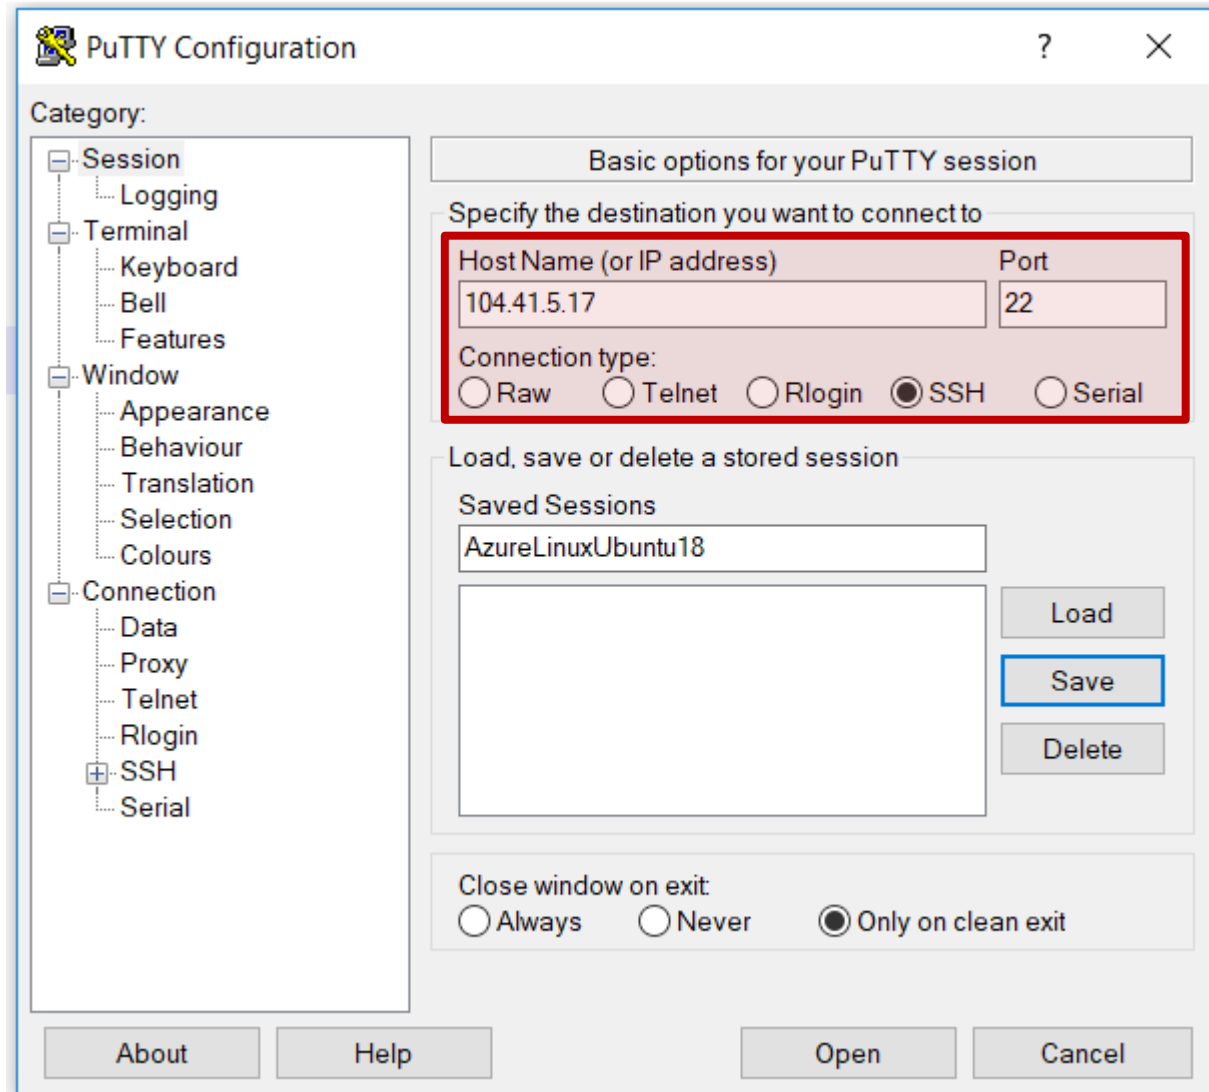 PuTTY Configuration
?
Category:
Session
Logging
Terminal
Keyboard
Bell
Features
Window
Appearance
Behaviour
Translation
Selection
Colours
Connection
Data
Proxy
Telnet
Rlogin
SSH
Serial
Basic options for your PuTTY session
Specify the destination you want to connect to
Host Name (or IP address) Port
104.41.5.17 22
Connection type:
Raw Telnet Rlogin SSH Serial
Load, save or delete a stored session
Saved Sessions
AzureLinuxUbuntu18
Load
Save
Delete
Close window on exit:
Always Never Only on clean exit
About Help Open Cancel